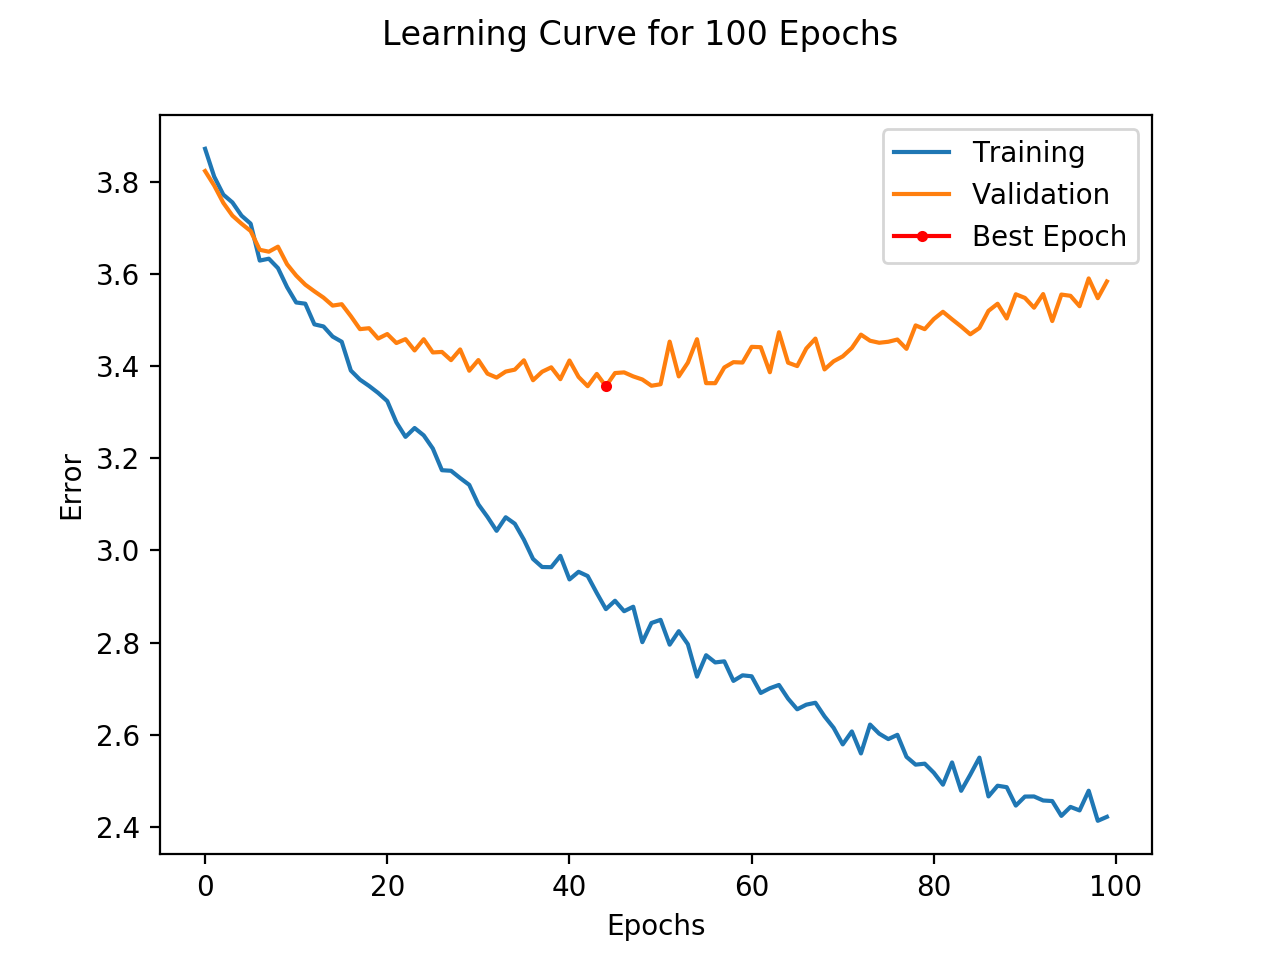 Learning Curve for 100 Epochs
Training
Validation
Best Epoch
3.8
3.6
3.4
3.2
3.0
2.8
2.6
2.4
Error
0 20 40 60 80 100
Epochs